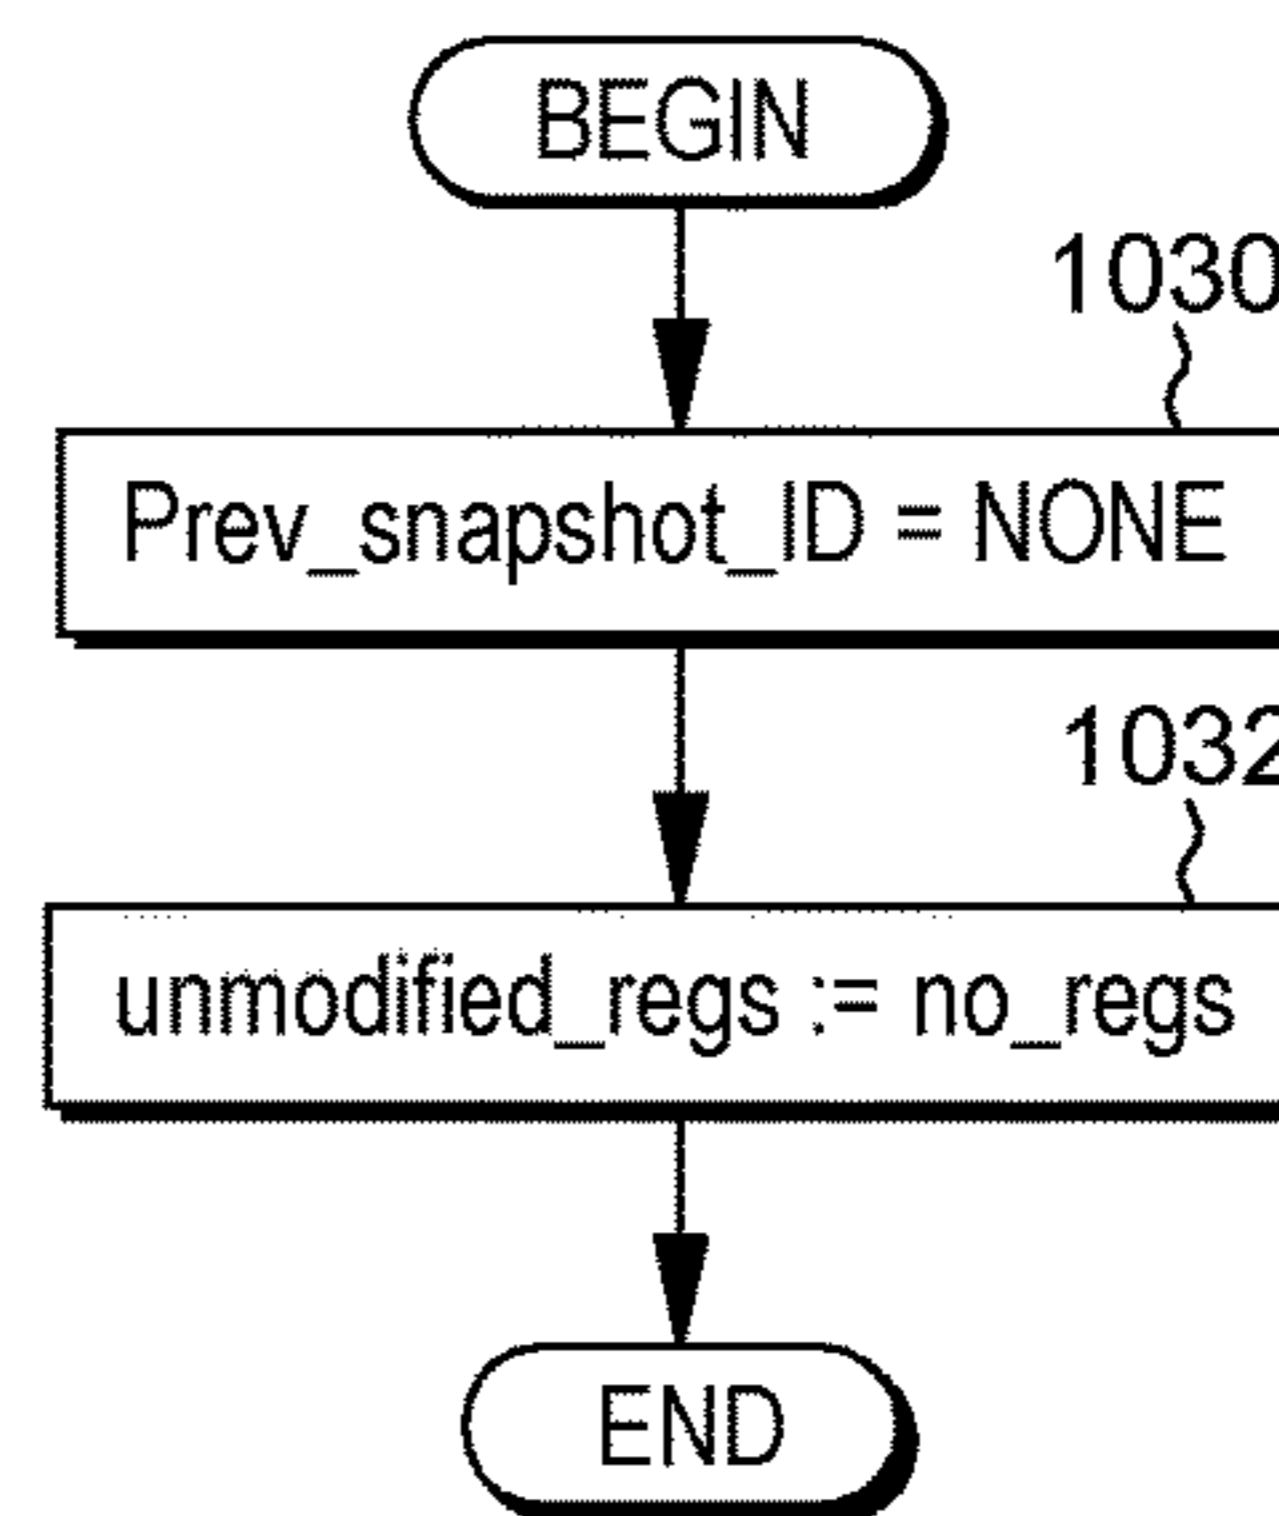 BEGIN
1030
Prev_snapshot_ID = NONE
1032
unmodified_regs := no_regs
END